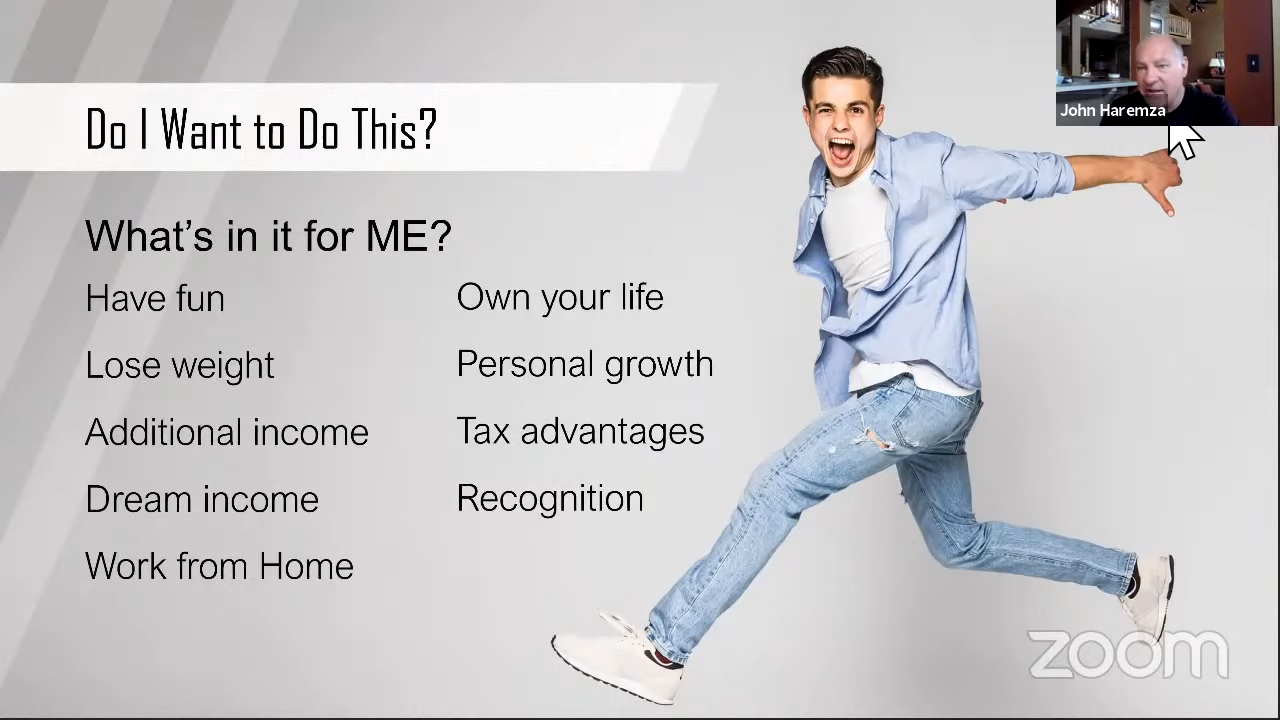 Do I Want to Do This?
What's in it for ME?
Have fun
Lose weight
Additional income
Dream income
Work from Home
Own your life
Personal growth
Tax advantages
Recognition
John Haremza
zoom